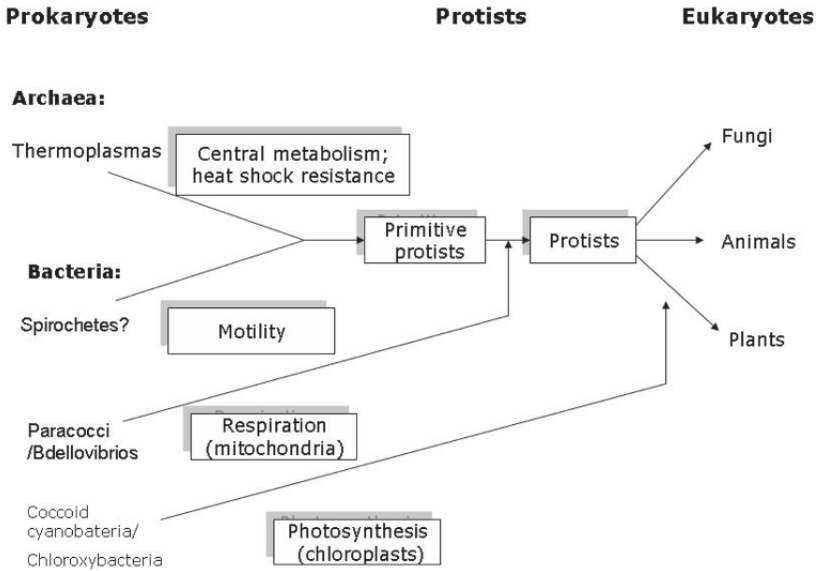 Prokaryotes
Protists
Eukaryotes
Archaea:
Thermoplasmas
Central metabolism;
heat shock resistance
Fungi
Primitive
protists
Protists
Animals
Bacteria:
Spirochetes?
Motility
Plants
Paracocci
/Bdellovibrios
Respiration
(mitochondria)
Coccoid
cyanobateria/
Chloroxybacteria
Photosynthesis
(chloroplasts)